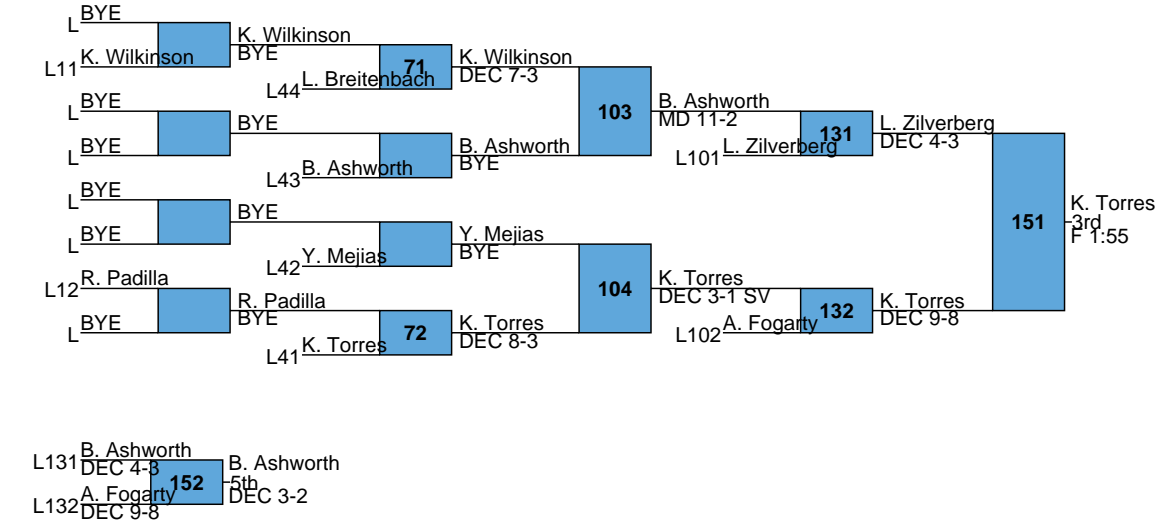 L BYE
L11 K. Wilkinson
K. Wilkinson
BYE
L44 L. Breitenbach
71
K. Wilkinson
DEC 7-3
L BYE
L BYE
BYE
L43 B. Ashworth
B. Ashworth
BYE
103
B. Ashworth
MD 11-2
L101 L. Zilverberg
131
L. Zilverberg
DEC 4-3
L BYE
L BYE
BYE
L42 Y. Mejias
Y. Mejias
BYE
L12 R. Padilla
L BYE
R. Padilla
BYE
L41 K. Torres
72
K. Torres
DEC 8-3
104
K. Torres
DEC 3-1 SV
L102 A. Fogarty
132
K. Torres
DEC 9-8
151
K. Torres
3rd
F 1:55
L131 B. Ashworth
DEC 4-3
L132 A. Fogarty
DEC 9-8
152
B. Ashworth
5th
DEC 3-2